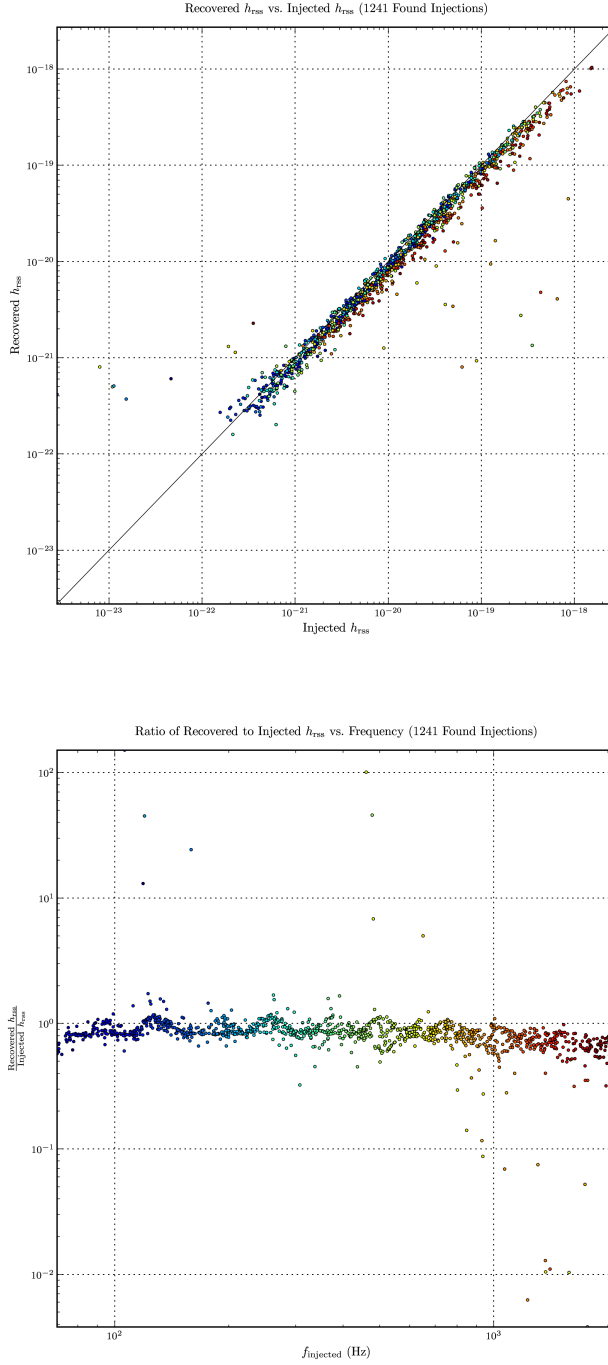 Recovered h_rss vs. Injected h_rss (1241 Found Injections)
10^−18
10^−19
10^−20
10^−21
10^−22
10^−23
Recovered h_rss
10^−23 10^−22 10^−21 10^−20 10^−19 10^−18
Injected h_rss
Ratio of Recovered to Injected h_rss vs. Frequency (1241 Found Injections)
10^2
10^1
10^0
10^−1
10^−2
Recovered h_rss
Injected h_rss
10^2 10^3
f_injected (Hz)